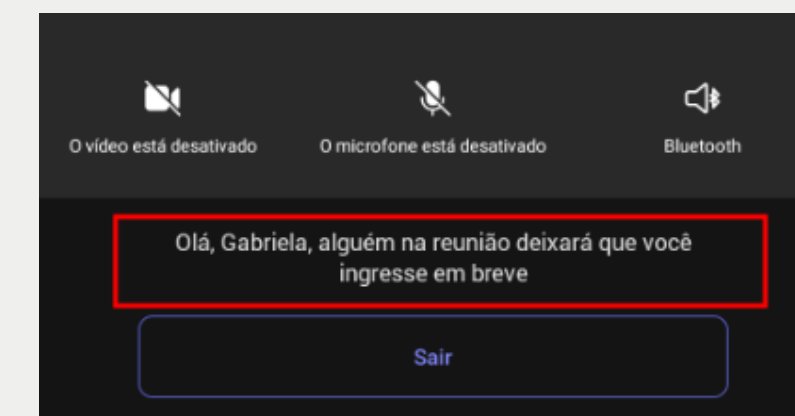 O vídeo está desativado
O microfone está desativado
Bluetooth
Olá, Gabriela, alguém na reunião deixará que você
ingresse em breve
Sair